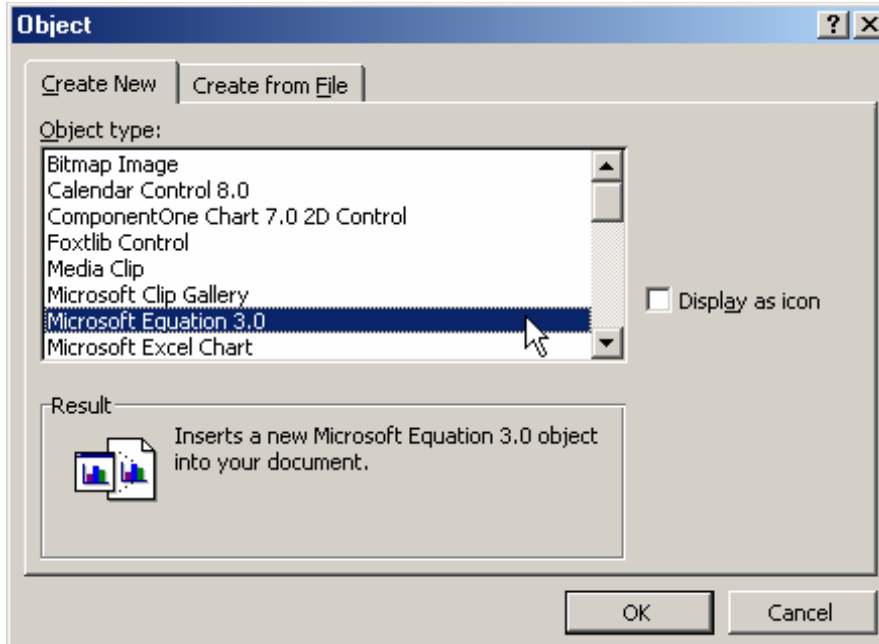 Object
Create New
Create from File
Object type:
Bitmap Image
Calendar Control 8.0
ComponentOne Chart 7.0 2D Control
Foxtlib Control
Media Clip
Microsoft Clip Gallery
Microsoft Equation 3.0
Microsoft Excel Chart
Display as icon
Result
Inserts a new Microsoft Equation 3.0 object
into your document.
OK
Cancel